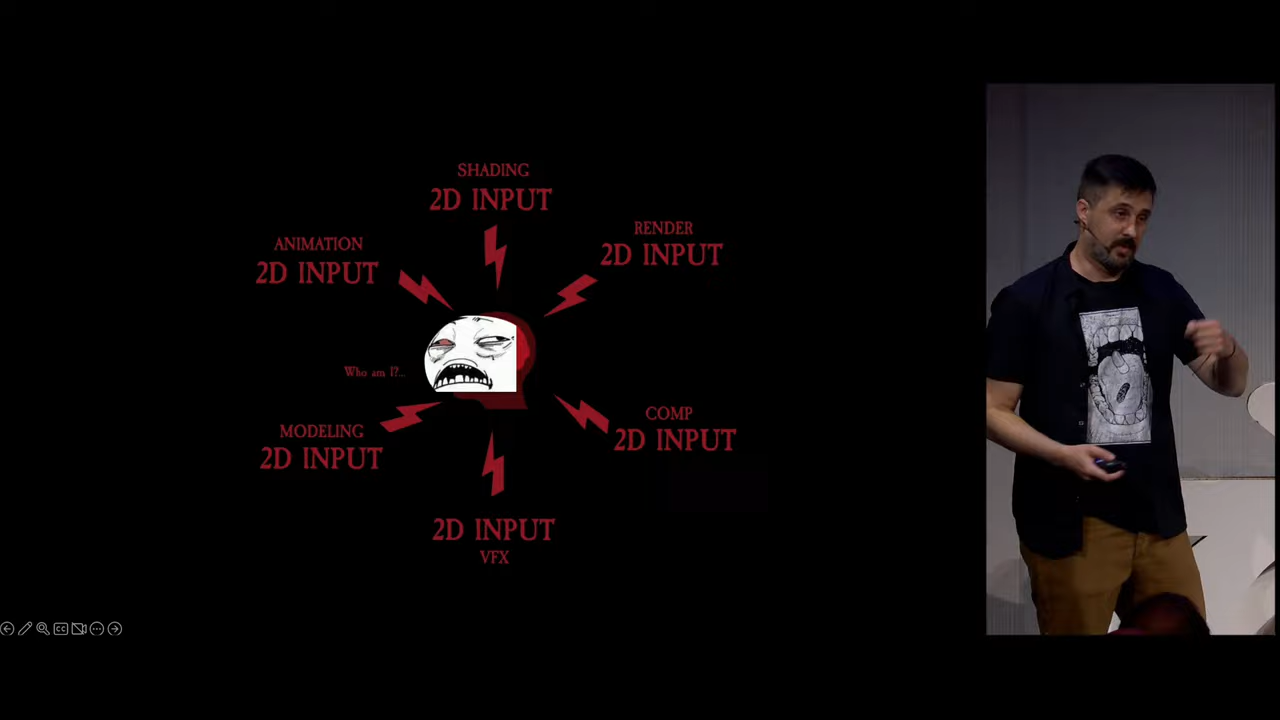 SHADING
2D INPUT
RENDER
2D INPUT
ANIMATION
2D INPUT
Who am I?..
COMP
2D INPUT
MODELING
2D INPUT
2D INPUT
VFX
CC